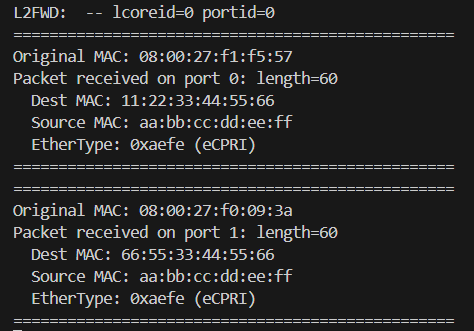 L2FWD:  -- lcoreid=0 portid=0
====================================================
Original MAC: 08:00:27:f1:f5:57
Packet received on port 0: length=60
  Dest MAC: 11:22:33:44:55:66
  Source MAC: aa:bb:cc:dd:ee:ff
  EtherType: 0xaefe (eCPRI)
====================================================
====================================================
Original MAC: 08:00:27:f0:09:3a
Packet received on port 1: length=60
  Dest MAC: 66:55:33:44:55:66
  Source MAC: aa:bb:cc:dd:ee:ff
  EtherType: 0xaefe (eCPRI)
====================================================